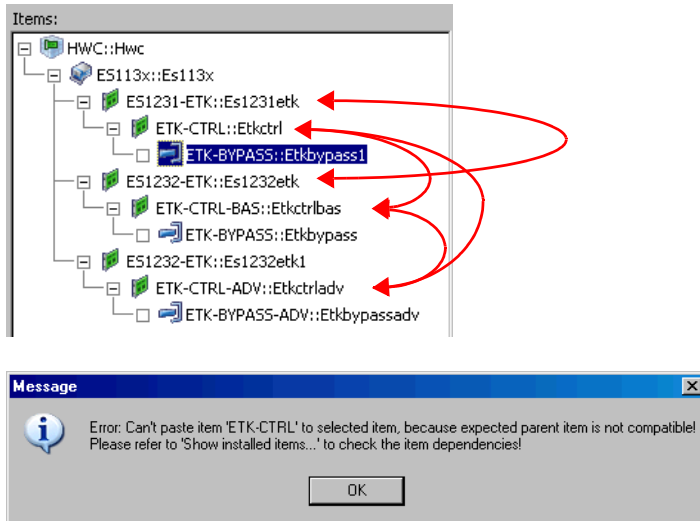 Items:
HWC::Hwc
ES113x::Es113x
ES1231-ETK::Es1231etk
ETK-CTRL::Etkctrl
ETK-BYPASS::Etkbypass1
ES1232-ETK::Es1232etk
ETK-CTRL-BAS::Etkctrlbas
ETK-BYPASS::Etkbypass
ES1232-ETK::Es1232etk1
ETK-CTRL-ADV::Etkctrladv
ETK-BYPASS-ADV::Etkbypassadv
Message
Error: Can't paste item 'ETK-CTRL' to selected item, because expected parent item is not compatible!
Please refer to 'Show installed items...' to check the item dependencies!
OK